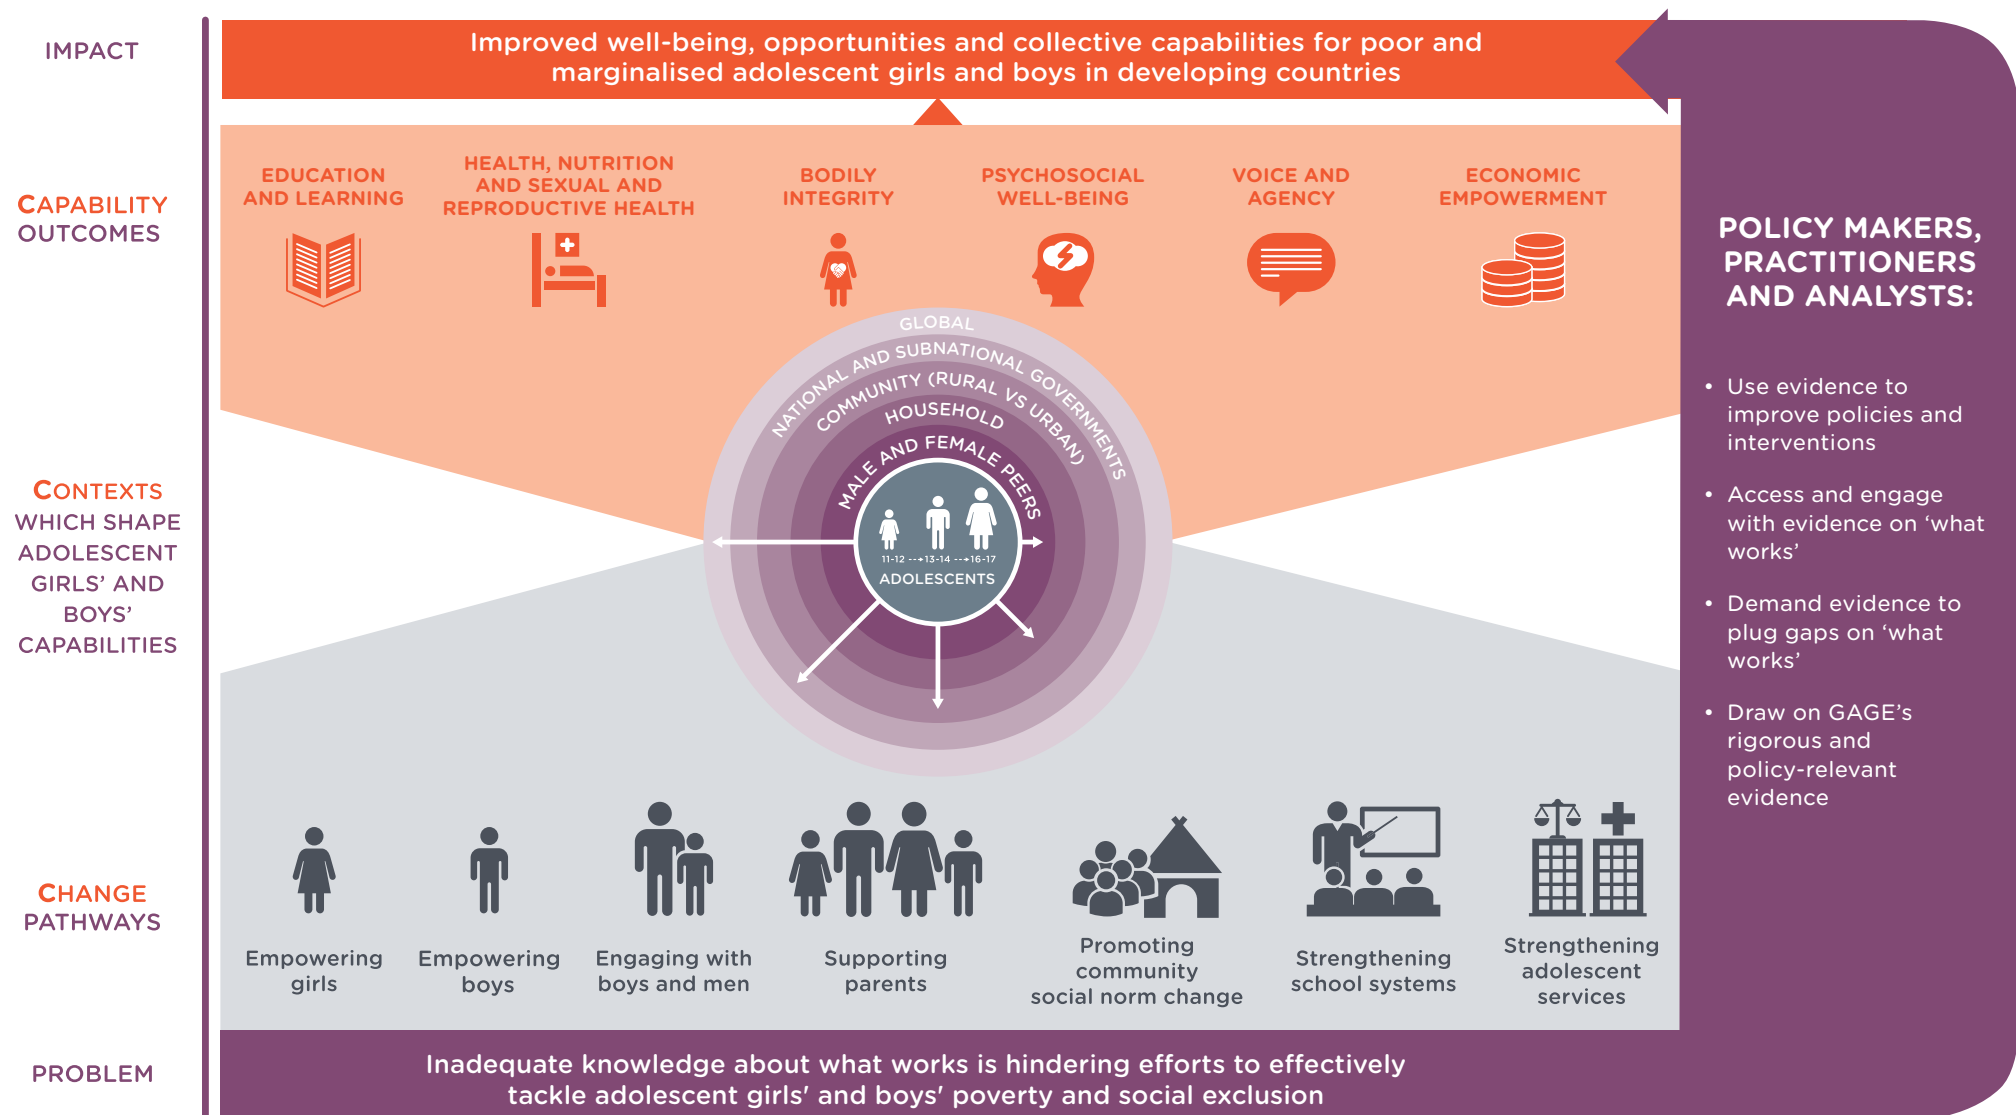 IMPACT
Improved well-being, opportunities and collective capabilities for poor and
marginalised adolescent girls and boys in developing countries
CAPABILITY
OUTCOMES
EDUCATION
AND LEARNING
HEALTH, NUTRITION
AND SEXUAL AND
REPRODUCTIVE HEALTH
BODILY
INTEGRITY
PSYCHOSOCIAL
WELL-BEING
VOICE AND
AGENCY
ECONOMIC
EMPOWERMENT
CONTEXTS
WHICH SHAPE
ADOLESCENT
GIRLS’ AND
BOYS’
CAPABILITIES
GLOBAL
NATIONAL AND SUBNATIONAL GOVERNMENTS
COMMUNITY (RURAL VS URBAN)
HOUSEHOLD
MALE AND FEMALE PEERS
11-12 --→13-14 --→16-17
ADOLESCENTS
CHANGE
PATHWAYS
Empowering
girls
Empowering
boys
Engaging with
boys and men
Supporting
parents
Promoting
community
social norm change
Strengthening
school systems
Strengthening
adolescent
services
PROBLEM
Inadequate knowledge about what works is hindering efforts to effectively
tackle adolescent girls' and boys' poverty and social exclusion
POLICY MAKERS,
PRACTITIONERS
AND ANALYSTS:
• Use evidence to
improve policies and
interventions
• Access and engage
with evidence on ‘what
works’
• Demand evidence to
plug gaps on ‘what
works’
• Draw on GAGE’s
rigorous and
policy-relevant
evidence